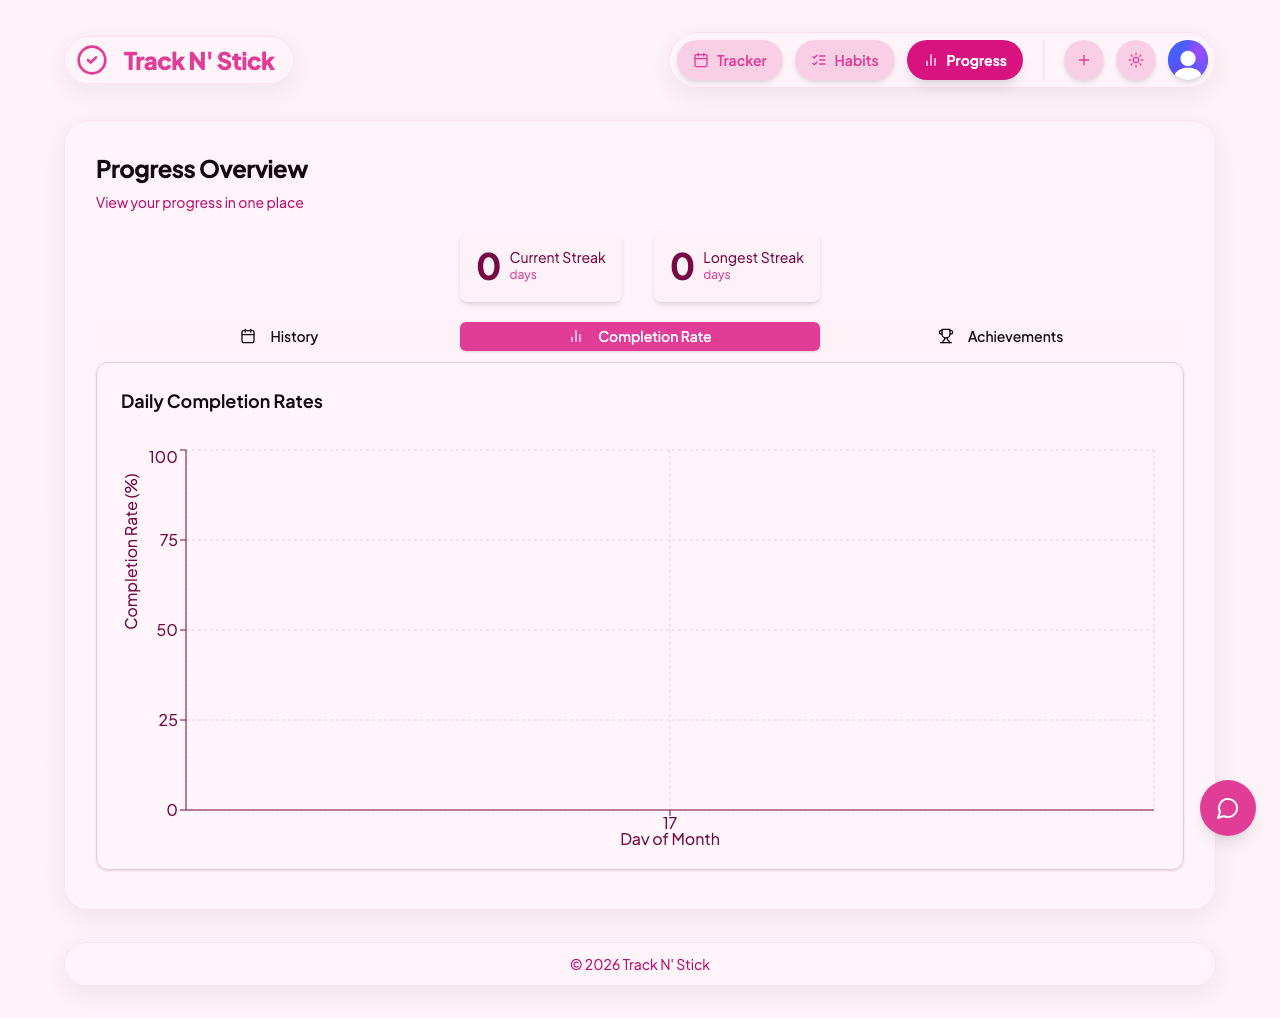 Track N' Stick
Tracker
Habits
Progress
Progress Overview
View your progress in one place
0
Current Streak
days
0
Longest Streak
days
History
Completion Rate
Achievements
Daily Completion Rates
Completion Rate (%)
100
75
50
25
0
17
Day of Month
© 2026 Track N' Stick